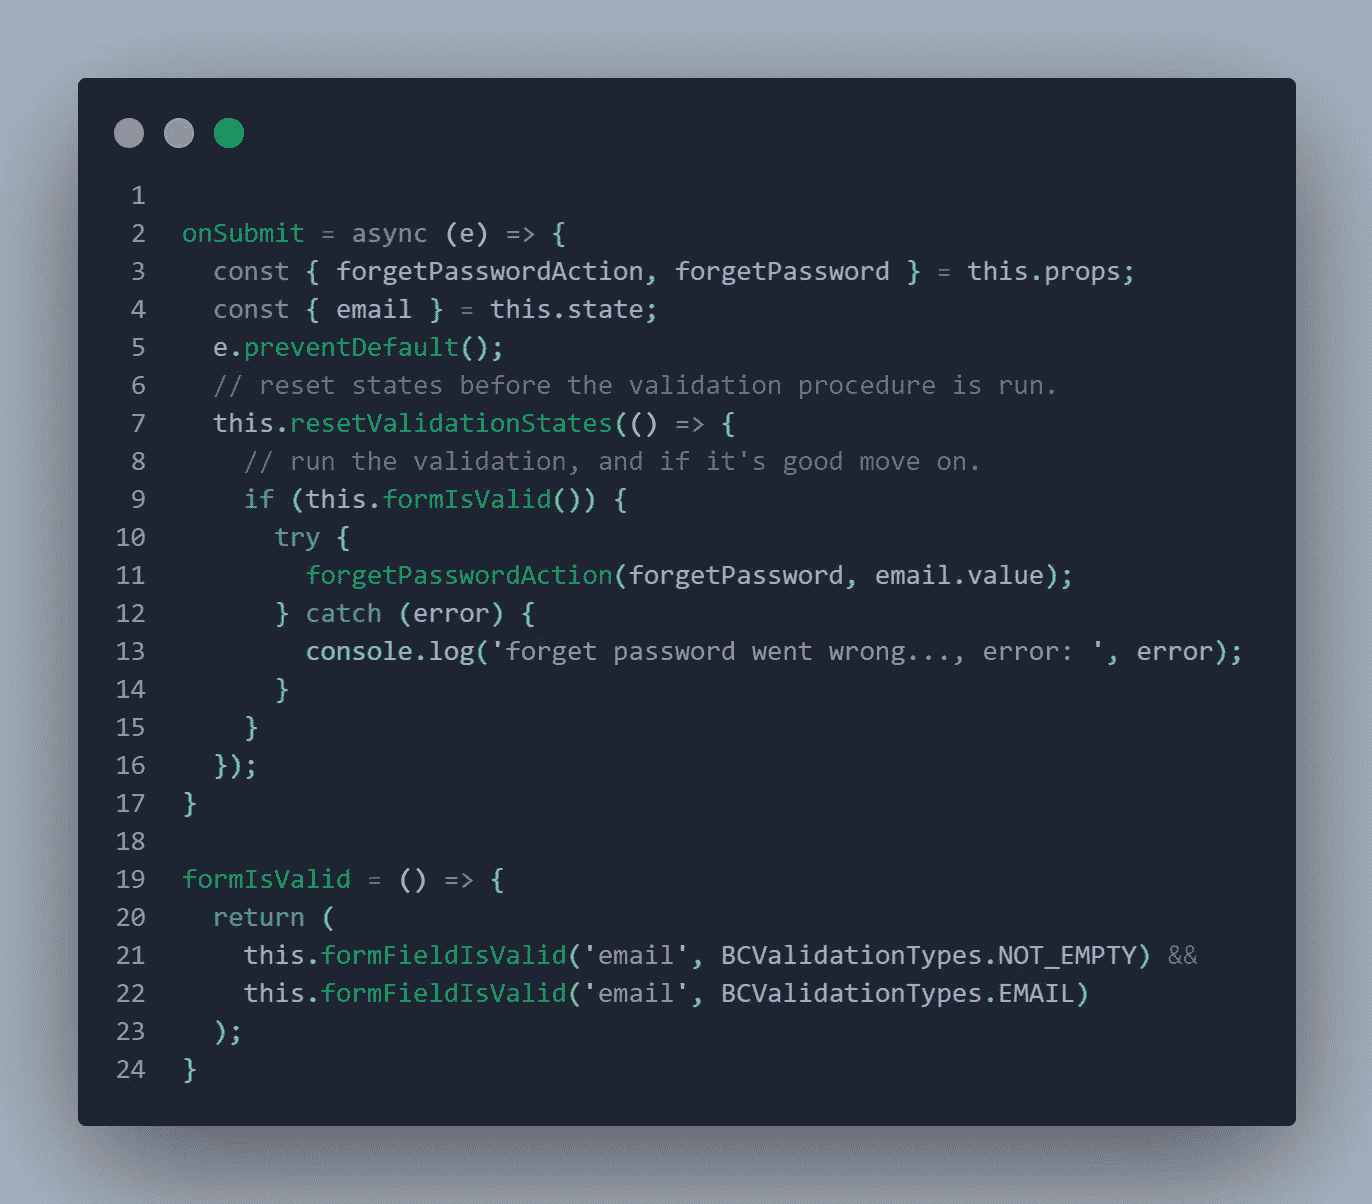 1
2 onSubmit = async (e) => {
3   const { forgetPasswordAction, forgetPassword } = this.props;
4   const { email } = this.state;
5   e.preventDefault();
6   // reset states before the validation procedure is run.
7   this.resetValidationStates(() => {
8     // run the validation, and if it's good move on.
9     if (this.formIsValid()) {
10       try {
11         forgetPasswordAction(forgetPassword, email.value);
12       } catch (error) {
13         console.log('forget password went wrong..., error: ', error);
14       }
15     }
16   });
17 }
18
19 formIsValid = () => {
20   return (
21     this.formFieldIsValid('email', BCValidationTypes.NOT_EMPTY) &&
22     this.formFieldIsValid('email', BCValidationTypes.EMAIL)
23   );
24 }